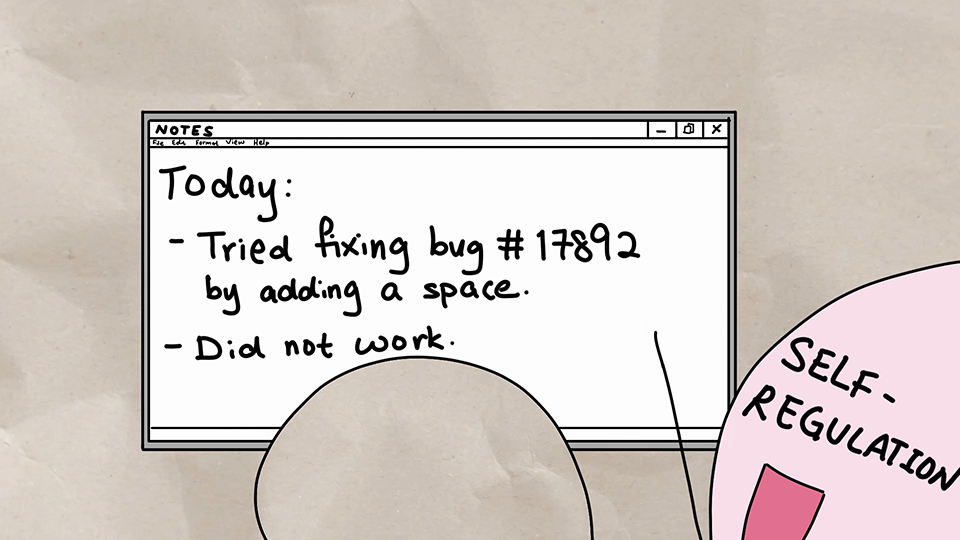 NOTES
File Edit Format View Help
Today:
- Tried fixing bug #17892
by adding a space.
- Did not work.
SELF-
REGULATION